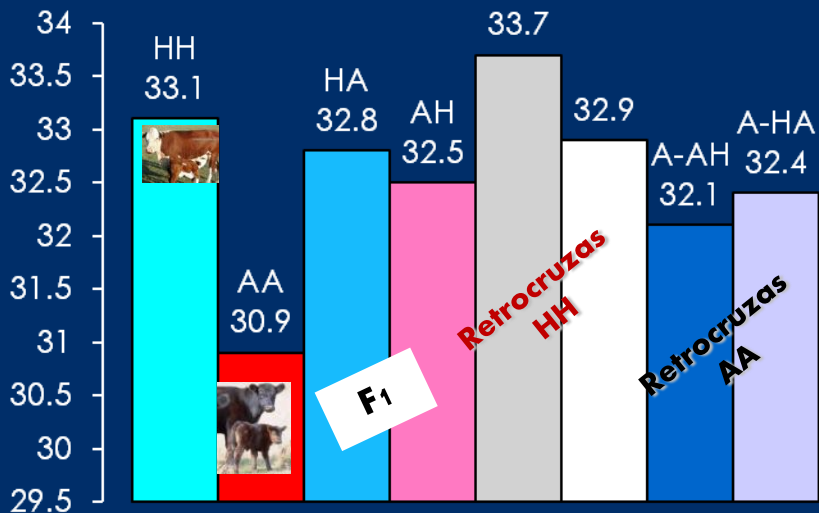 34
33.5
33
32.5
32
31.5
31
30.5
30
29.5
HH
33.1
AA
30.9
HA
32.8
AH
32.5
33.7
32.9
A-AH
32.1
A-HA
32.4
F1
Retrocruzas
HH
Retrocruzas
AA